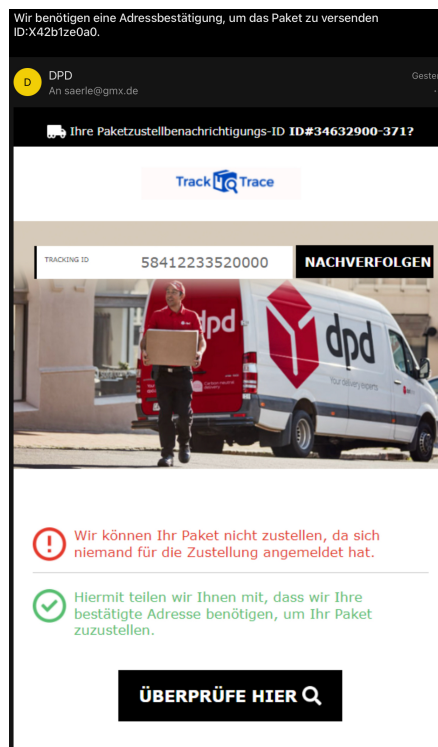 Wir benötigen eine Adressbestätigung, um das Paket zu versenden
ID:X42b1ze0a0.
D
DPD
An saerle@gmx.de
Ihre Paketzustellbenachrichtigungs-ID ID#34632900-371?
Track Trace
TRACKING ID
58412233520000
NACHVERFOLGEN
dpd
dpd
Your delivery experts
Wir können Ihr Paket nicht zustellen, da sich
niemand für die Zustellung angemeldet hat.
Hiermit teilen wir Ihnen mit, dass wir Ihre
bestätigte Adresse benötigen, um Ihr Paket
zuzustellen.
ÜBERPRÜFE HIER